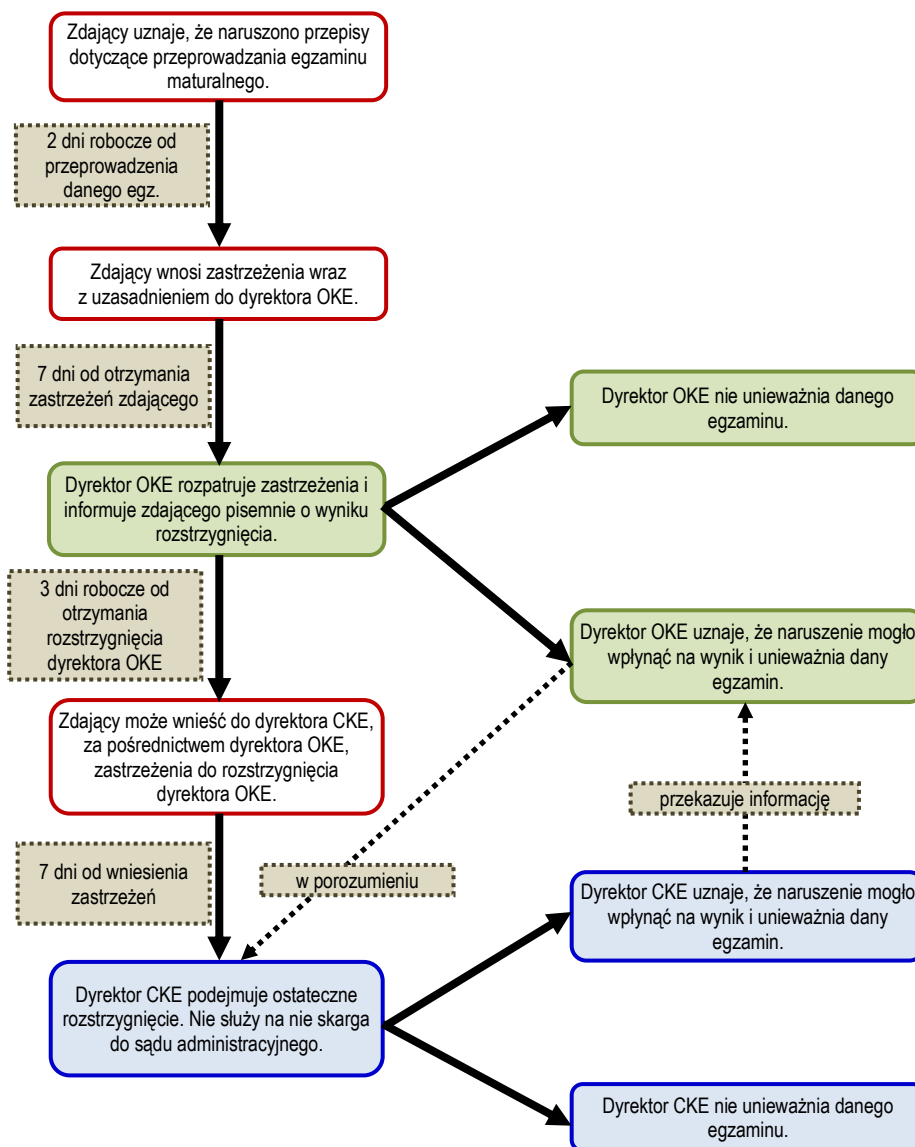 Zdający uznaje, że naruszono przepisy
dotyczące przeprowadzania egzaminu
maturalnego.
2 dni robocze od
przeprowadzenia
danego egz.
Zdający wnosi zastrzeżenia wraz
z uzasadnieniem do dyrektora OKE.
7 dni od otrzymania
zastrzeżeń zdającego
Dyrektor OKE nie unieważnia danego
egzaminu.
Dyrektor OKE rozpatruje zastrzeżenia i
informuje zdającego pisemnie o wyniku
rozstrzygnięcia.
3 dni robocze od
otrzymania
rozstrzygnięcia
dyrektora OKE
Dyrektor OKE uznaje, że naruszenie mogło
wpłynąć na wynik i unieważnia dany
egzamin.
Zdający może wnieść do dyrektora CKE,
za pośrednictwem dyrektora OKE,
zastrzeżenia do rozstrzygnięcia
dyrektora OKE.
przekazuje informację
7 dni od wniesienia
zastrzeżeń
w porozumieniu
Dyrektor CKE uznaje, że naruszenie mogło
wpłynąć na wynik i unieważnia dany
egzamin.
Dyrektor CKE podejmuje ostateczne
rozstrzygnięcie. Nie służy na nie skarga
do sądu administracyjnego.
Dyrektor CKE nie unieważnia danego
egzaminu.